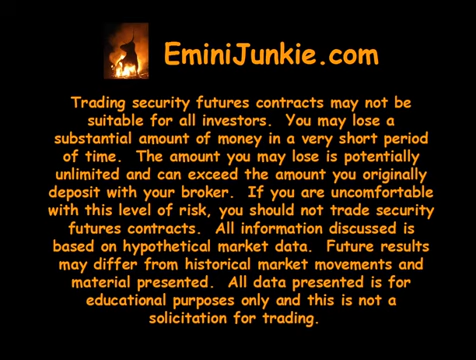 EminiJunkie.com
Trading security futures contracts may not be
suitable for all investors. You may lose a
substantial amount of money in a very short period
of time. The amount you may lose is potentially
unlimited and can exceed the amount you originally
deposit with your broker. If you are uncomfortable
with this level of risk, you should not trade security
futures contracts. All information discussed is
based on hypothetical market data. Future results
may differ from historical market movements and
material presented. All data presented is for
educational purposes only and this is not a
solicitation for trading.